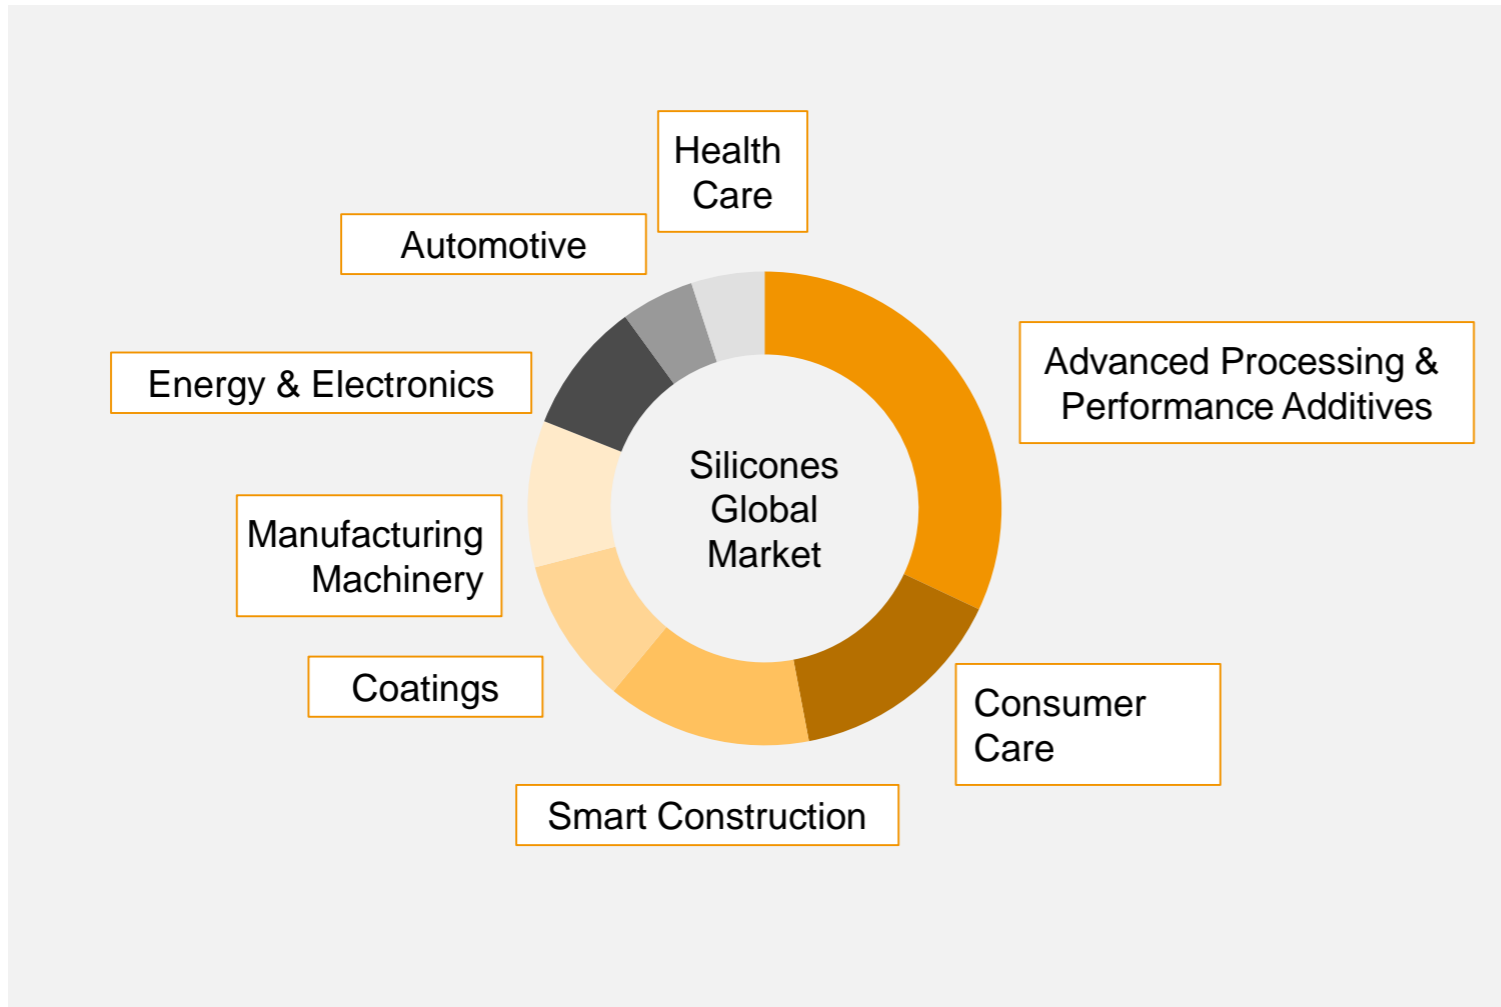 Health
Care
Automotive
Advanced Processing &
Performance Additives
Energy & Electronics
Silicones
Global
Market
Manufacturing
Machinery
Coatings
Consumer
Care
Smart Construction